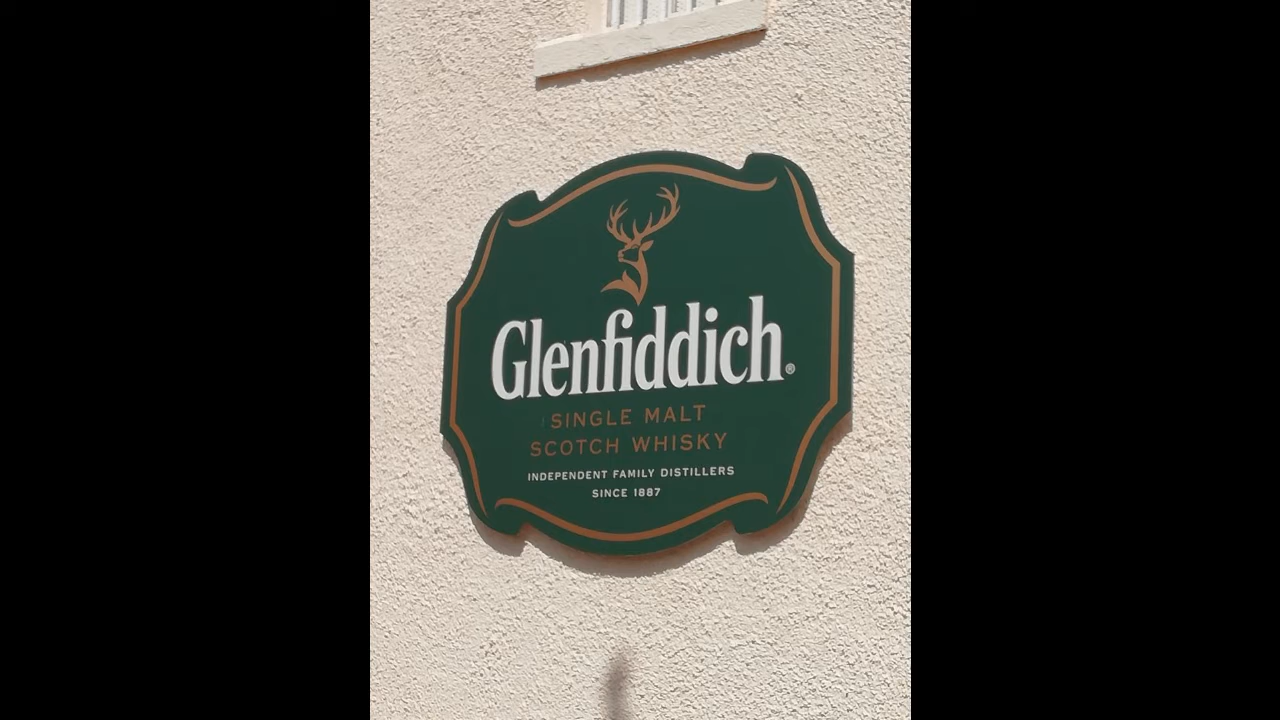 Glenfiddich®
SINGLE MALT
SCOTCH WHISKY
INDEPENDENT FAMILY DISTILLERS
SINCE 1887